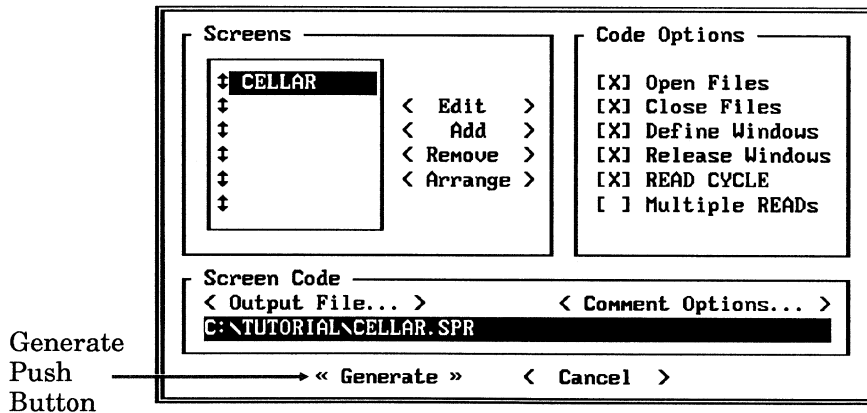 Screens
↕ CELLAR
↕
↕
↕
↕
↕
< Edit >
< Add >
< Remove >
< Arrange >
Code Options
[X] Open Files
[X] Close Files
[X] Define Windows
[X] Release Windows
[X] READ CYCLE
[ ] Multiple READs
Screen Code
< Output File... > < Comment Options... >
C:\TUTORIAL\CELLAR.SPR
Generate
Push
Button
« Generate » < Cancel >